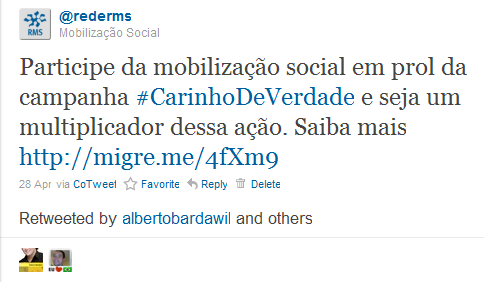 @rederms
RMS
Mobilização Social
Participe da mobilização social em prol da
campanha #CarinhoDeVerdade e seja um
multiplicador dessa ação. Saiba mais
http://migre.me/4fXm9
28 Apr via CoTweet Favorite Reply Delete
Retweeted by albertobardawil and others